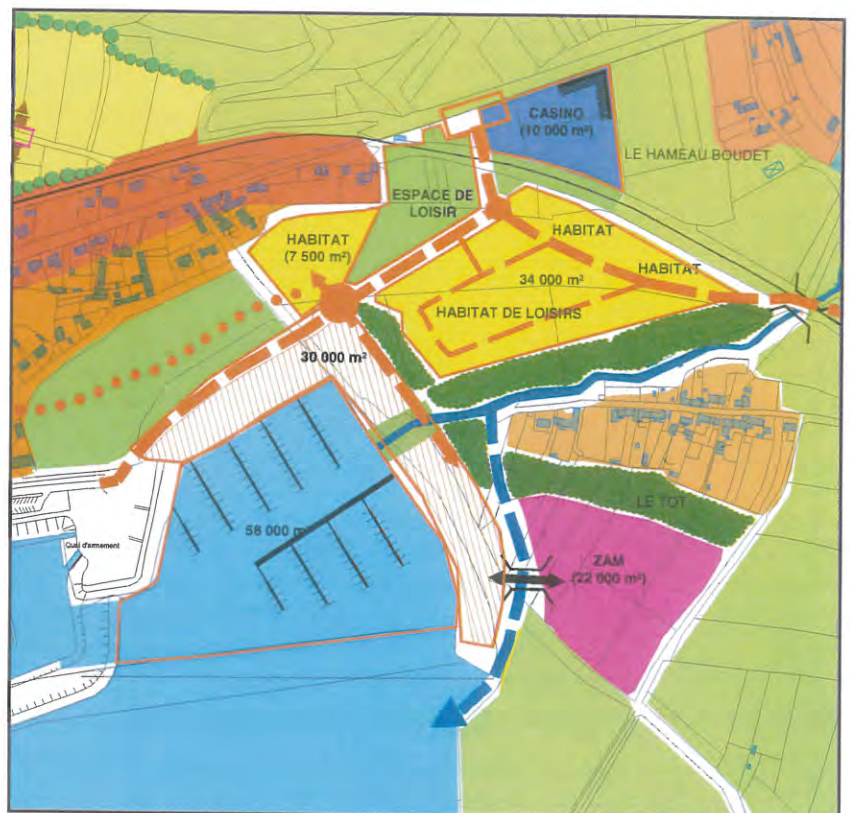 CASINO
(10 000 m²)
LE HAMEAU BOUDET
ESPACE DE
LOISIR
HABITAT
(7 500 m²)
HABITAT
HABITAT
34 000 m²
HABITAT DE LOISIRS
30 000 m²
LE TOT
58 000 m²
Quai d'armement
ZAM
(22 000 m²)